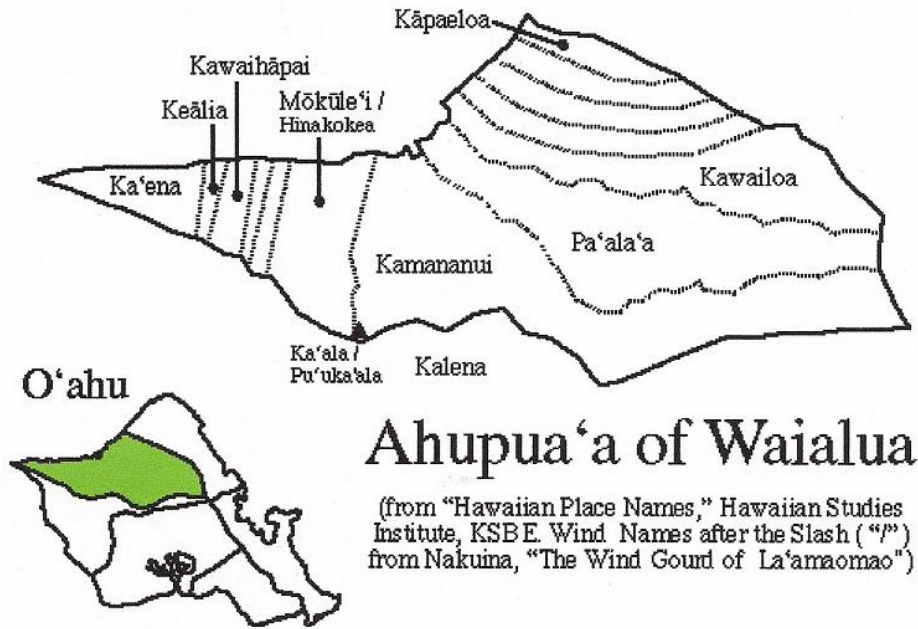 Kāpaeloa
Kawaihāpai
Keālia
Mōkūle‘i /
Hinakokea
Ka‘ena
Kawailoa
Pa‘ala‘a
Kamananui
Ka‘ala /
Pu‘uka‘ala
Kalena
O‘ahu
Ahupua‘a of Waialua
(from “Hawaiian Place Names,” Hawaiian Studies
Institute, KSBE. Wind Names after the Slash (“/”)
from Nakuina, “The Wind Gourd of La‘amaomao")